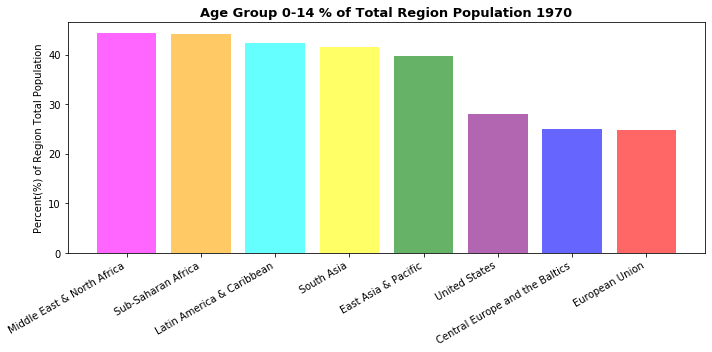 Age Group 0-14 % of Total Region Population 1970
Percent(%) of Region Total Population
40
30
20
10
0
Middle East & North Africa
Sub-Saharan Africa
Latin America & Caribbean
South Asia
East Asia & Pacific
United States
Central Europe and the Baltics
European Union